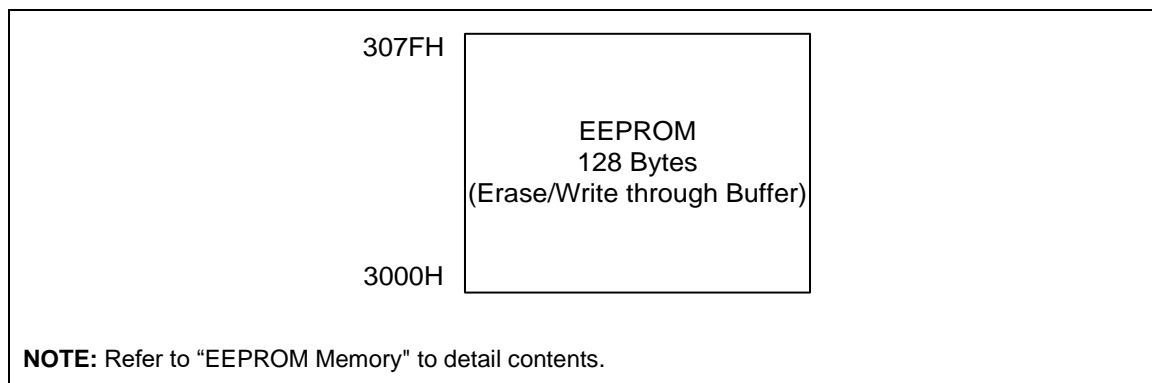 307FH
EEPROM
128 Bytes
(Erase/Write through Buffer)
3000H
NOTE: Refer to “EEPROM Memory" to detail contents.